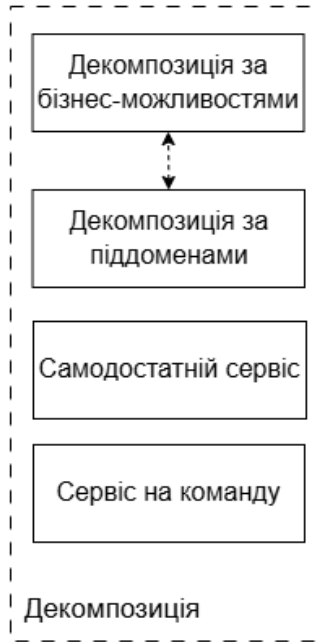 Декомпозиція за
бізнес-можливостями
Декомпозиція за
піддоменами
Самодостатній сервіс
Сервіс на команду
Декомпозиція